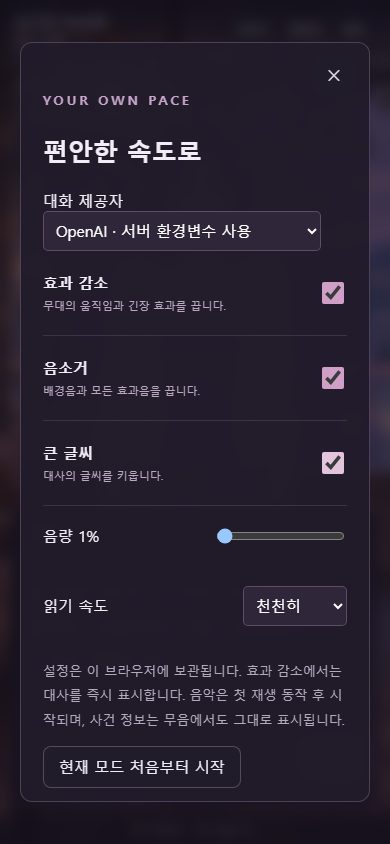 YOUR OWN PACE
편안한 속도로
대화 제공자
OpenAI · 서버 환경변수 사용
효과 감소
무대의 움직임과 긴장 효과를 끕니다.
음소거
배경음과 모든 효과음을 끕니다.
큰 글씨
대사의 글씨를 키웁니다.
음량 1%
읽기 속도
천천히
설정은 이 브라우저에 보관됩니다. 효과 감소에서는
대사를 즉시 표시합니다. 음악은 첫 재생 동작 후 시
작되며, 사건 정보는 무음에서도 그대로 표시됩니다.
현재 모드 처음부터 시작